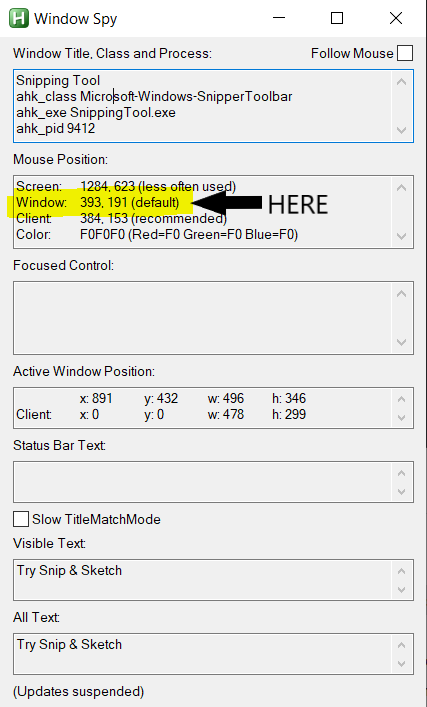 Window Spy
Window Title, Class and Process: Follow Mouse
Snipping Tool
ahk_class Microsoft-Windows-SnipperToolbar
ahk_exe SnippingTool.exe
ahk_pid 9412
Mouse Position:
Screen: 1284, 623 (less often used)
Window: 393, 191 (default) HERE
Client: 384, 153 (recommended)
Color: F0F0F0 (Red=F0 Green=F0 Blue=F0)
Focused Control:
Active Window Position:
x: 891 y: 432 w: 496 h: 346
Client: x: 0 y: 0 w: 478 h: 299
Status Bar Text:
Slow TitleMatchMode
Visible Text:
Try Snip & Sketch
All Text:
Try Snip & Sketch
(Updates suspended)